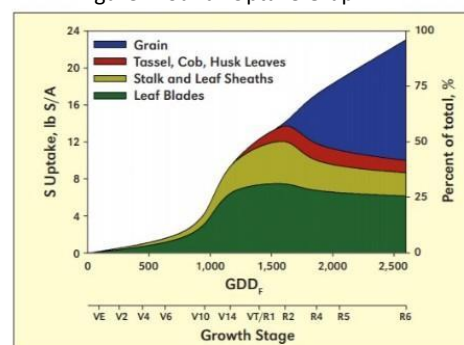 Grain
Tassel, Cob, Husk Leaves
Stalk and Leaf Sheaths
Leaf Blades
S Uptake, lb S/A
24
20
16
12
8
4
0
Percent of total, %
100
75
50
25
0
0 500 1,000 1,500 2,000 2,500
GDDF
VE V2 V4 V6 V10 V14 VT/R1 R2 R4 R5 R6
Growth Stage